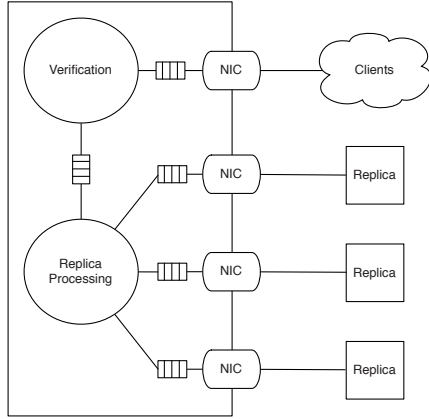 Verification
NIC
Clients
NIC
Replica
Replica
Processing
NIC
Replica
NIC
Replica